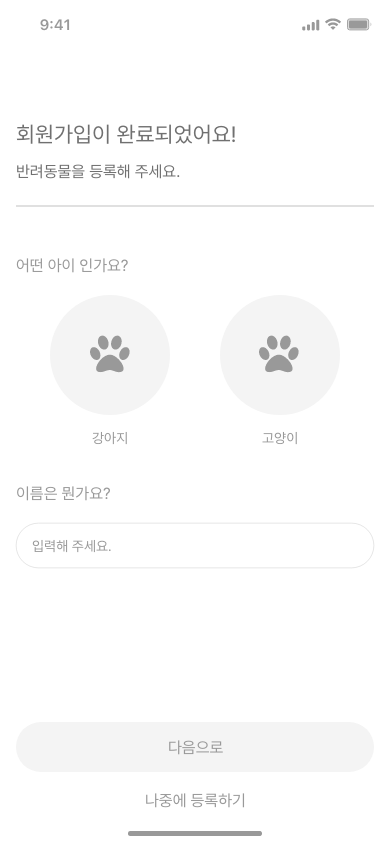 9:41
회원가입이 완료되었어요!
반려동물을 등록해 주세요.
어떤 아이 인가요?
강아지
고양이
이름은 뭔가요?
입력해 주세요.
다음으로
나중에 등록하기